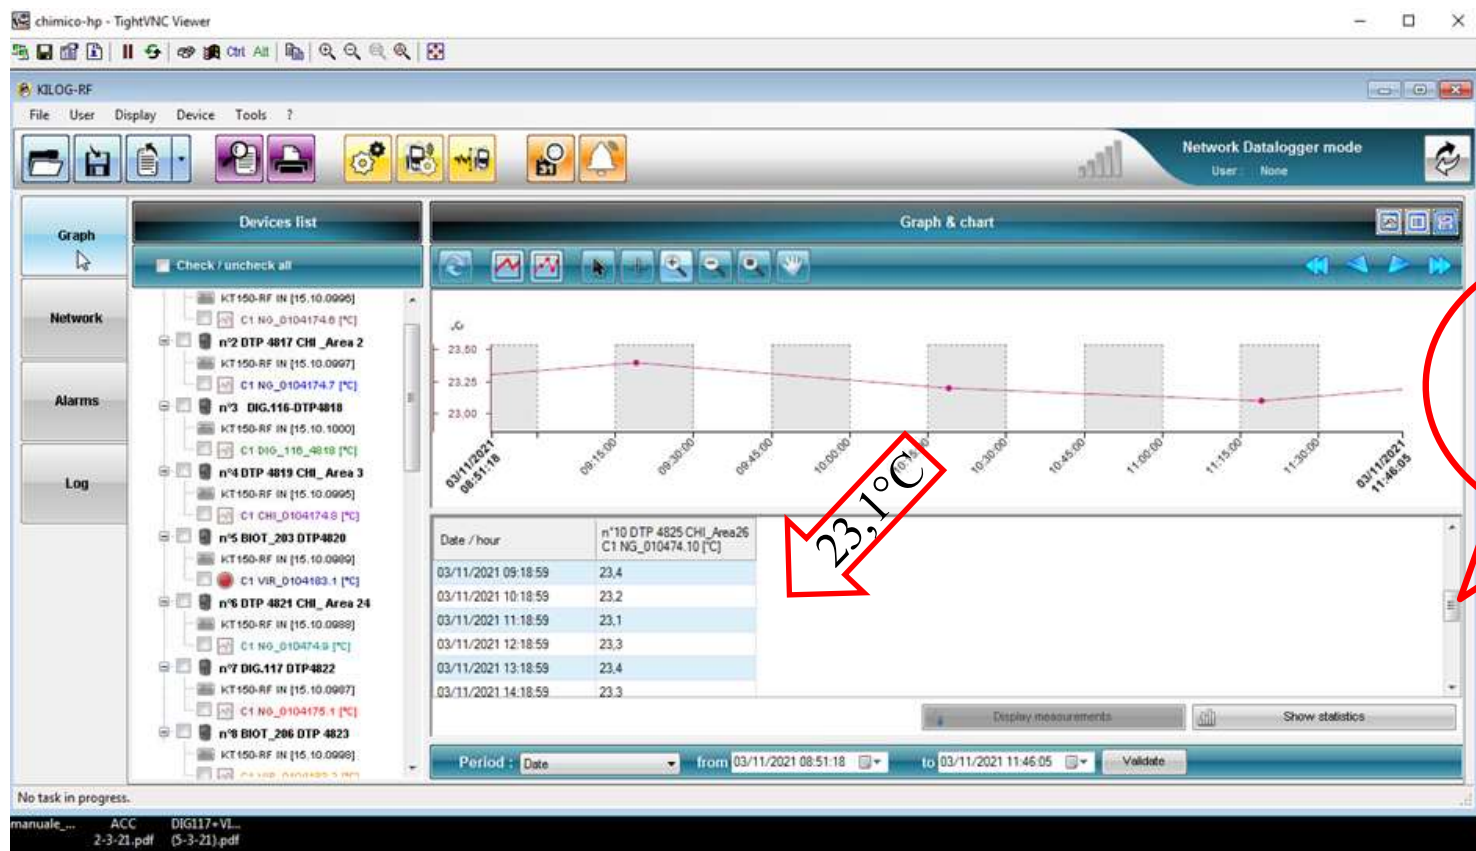 chimico-hp - TightVNC Viewer
Ctrl Alt
KILOG-RF
File User Display Device Tools ?
Network Datalogger mode
User: None
Graph
Network
Alarms
Log
Devices list
Check / uncheck all
KT150-RF IN [15.10.0996]
C1 NG_0104174.6 [°C]
n°2 DTP 4817 CHI _Area 2
KT150-RF IN [15.10.0997]
C1 NG_0104174.7 [°C]
n°3 DIG.116-DTP4818
KT150-RF IN [15.10.1000]
C1 DIG_116_4818 [°C]
n°4 DTP 4819 CHI_Area 3
KT150-RF IN [15.10.0995]
C1 CHI_0104174.8 [°C]
n°5 BIOT_203 DTP4820
KT150-RF IN [15.10.0989]
C1 VIR_0104183.1 [°C]
n°6 DTP 4821 CHI_ Area 24
KT150-RF IN [15.10.0988]
C1 NG_010474.9 [°C]
n°7 DIG.117 DTP4822
KT150-RF IN [15.10.0987]
C1 NG_0104175.1 [°C]
n°8 BIOT_206 DTP 4823
KT150-RF IN [15.10.0998]
Graph & chart
°C
23,50
23,25
23,00
03/11/2021 08:51:18
09:15:00
09:30:00
09:45:00
10:00:00
10:15:00
10:30:00
10:45:00
11:00:00
11:15:00
11:30:00
03/11/2021 11:46:05
23,1°C
Date / hour
n°10 DTP 4825 CHI_Area26
C1 NG_010474.10 [°C]
03/11/2021 09:18:59 23,4
03/11/2021 10:18:59 23,2
03/11/2021 11:18:59 23,1
03/11/2021 12:18:59 23,3
03/11/2021 13:18:59 23,4
03/11/2021 14:18:59 23,3
Display measurements
Show statistics
Period : Date from 03/11/2021 08:51:18 to 03/11/2021 11:46:05 Validate
No task in progress.
manuale_... ACC DIG117+VI...
2-3-21.pdf (5-3-21).pdf